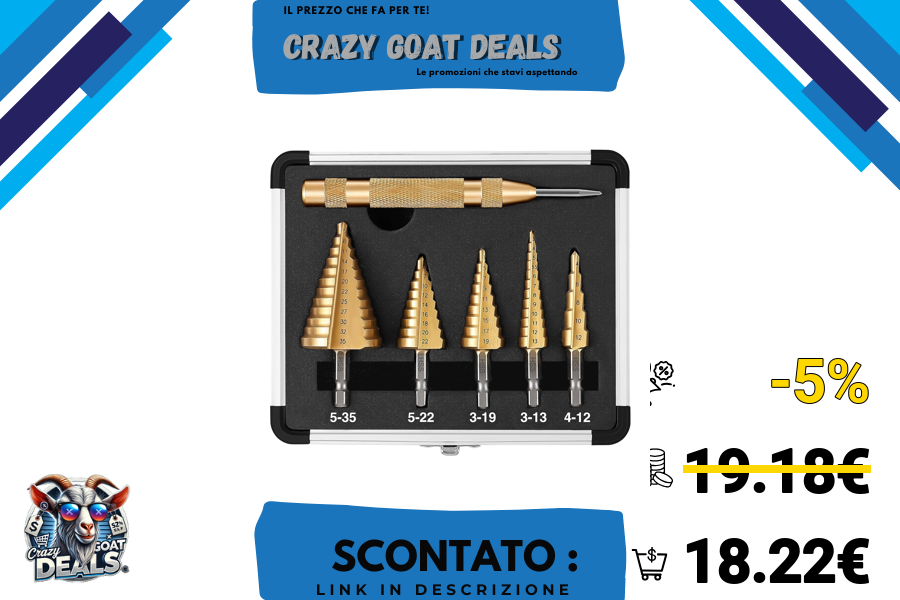 IL PREZZO CHE FA PER TE!
CRAZY GOAT DEALS
Le promozioni che stavi aspettando
5-35
5-22
3-19
3-13
4-12
-5%
19.18€
18.22€
SCONTATO :
LINK IN DESCRIZIONE
Crazy
GOAT
DEALS